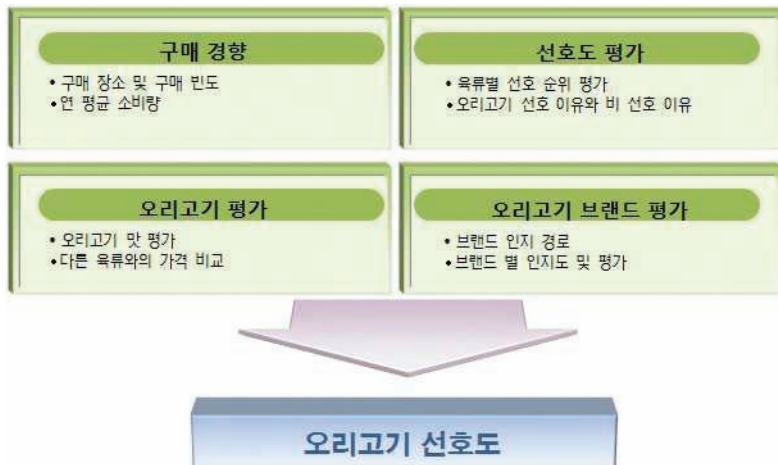 구매 경향
• 구매 장소 및 구매 빈도
• 연 평균 소비량
선호도 평가
• 육류별 선호 순위 평가
• 오리고기 선호 이유와 비 선호 이유
오리고기 평가
• 오리고기 맛 평가
• 다른 육류와의 가격 비교
오리고기 브랜드 평가
• 브랜드 인지 경로
• 브랜드 별 인지도 및 평가
오리고기 선호도